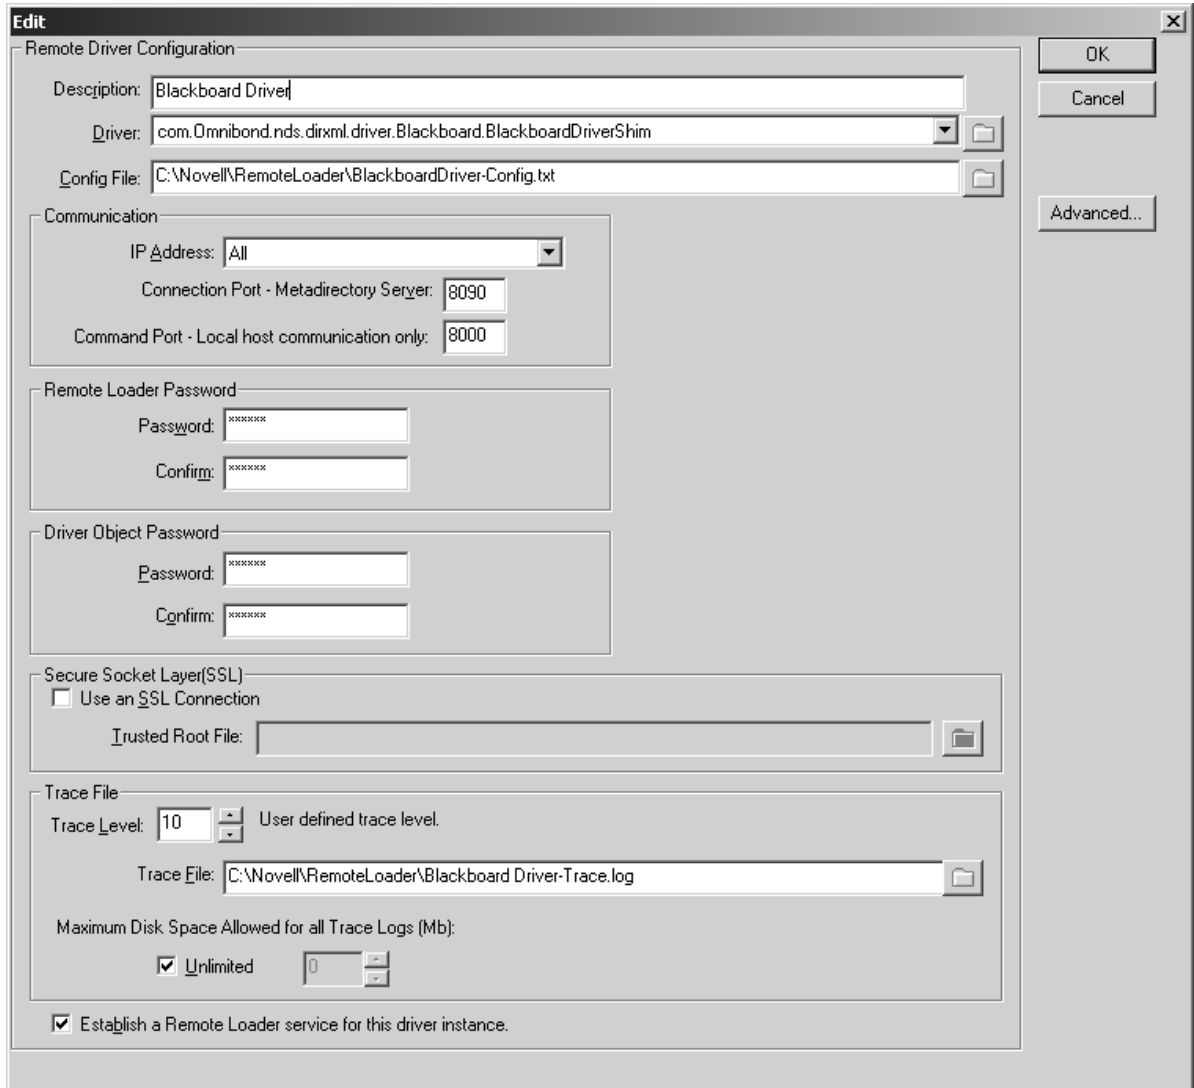 Edit
Remote Driver Configuration
OK
Description: Blackboard Driver
Cancel
Driver: com.Omnibond.nds.dirxml.driver.Blackboard.BlackboardDriverShim
Config File: C:\Novell\RemoteLoader\BlackboardDriver-Config.txt
Advanced...
Communication
IP Address: All
Connection Port - Metadirectory Server: 8090
Command Port - Local host communication only: 8000
Remote Loader Password
Password: ××××××
Confirm: ××××××
Driver Object Password
Password: ××××××
Confirm: ××××××
Secure Socket Layer(SSL)
Use an SSL Connection
Trusted Root File:
Trace File
Trace Level: 10 User defined trace level.
Trace File: C:\Novell\RemoteLoader\Blackboard Driver-Trace.log
Maximum Disk Space Allowed for all Trace Logs (Mb):
Unlimited 0
Establish a Remote Loader service for this driver instance.